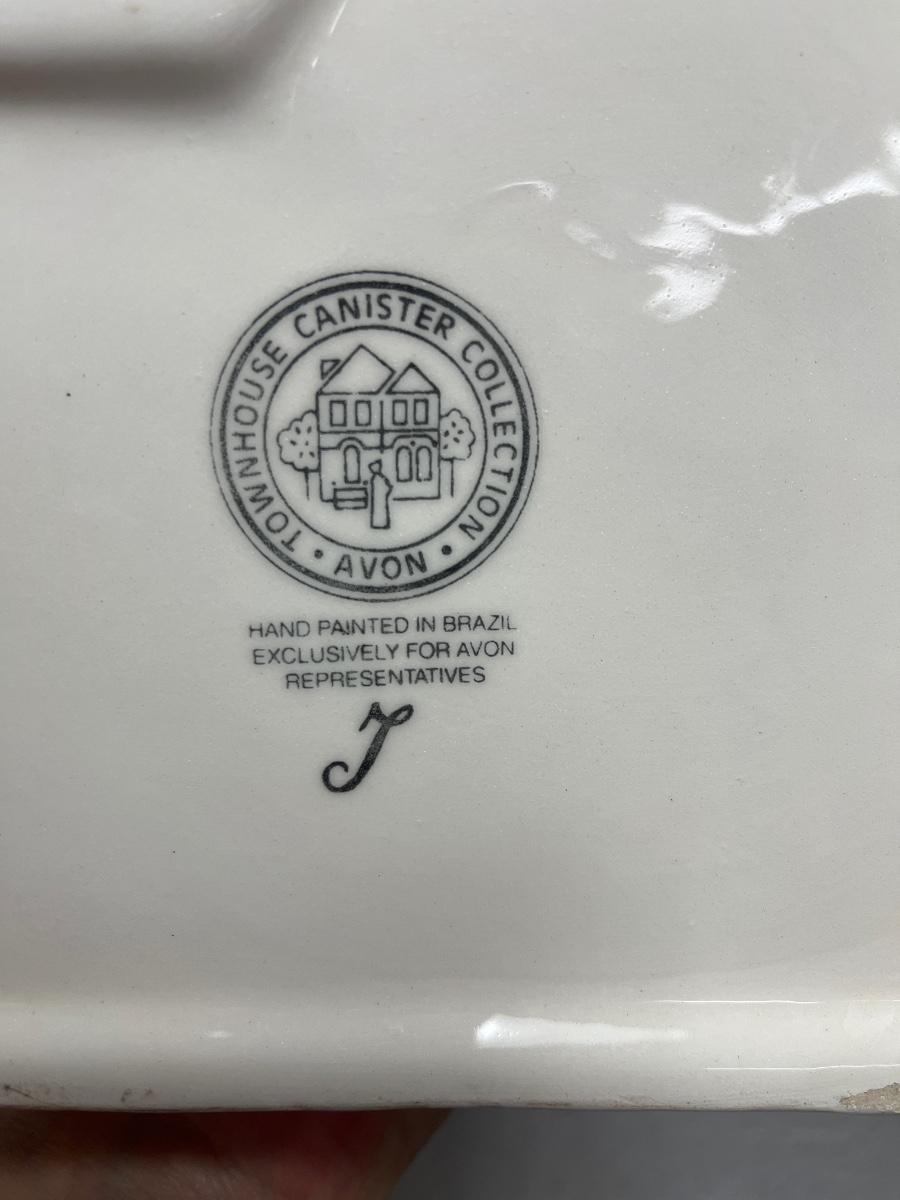 TOWNHOUSE CANISTER COLLECTION
• AVON •
HAND PAINTED IN BRAZIL
EXCLUSIVELY FOR AVON
REPRESENTATIVES
J